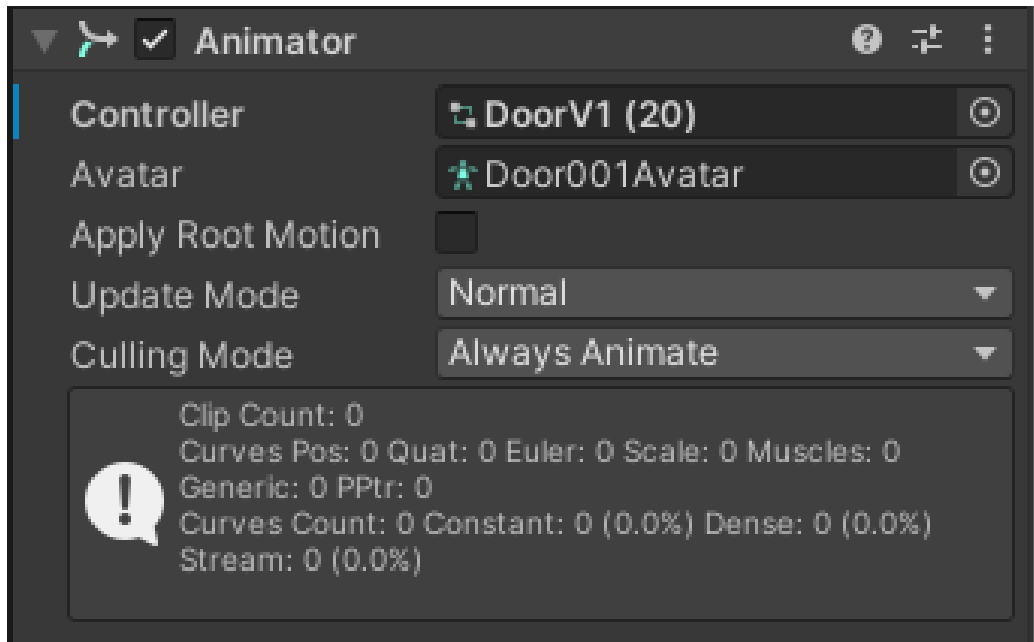 Animator
Controller DoorV1 (20)
Avatar Door001Avatar
Apply Root Motion
Update Mode Normal
Culling Mode Always Animate
Clip Count: 0
Curves Pos: 0 Quat: 0 Euler: 0 Scale: 0 Muscles: 0
Generic: 0 PPtr: 0
Curves Count: 0 Constant: 0 (0.0%) Dense: 0 (0.0%)
Stream: 0 (0.0%)